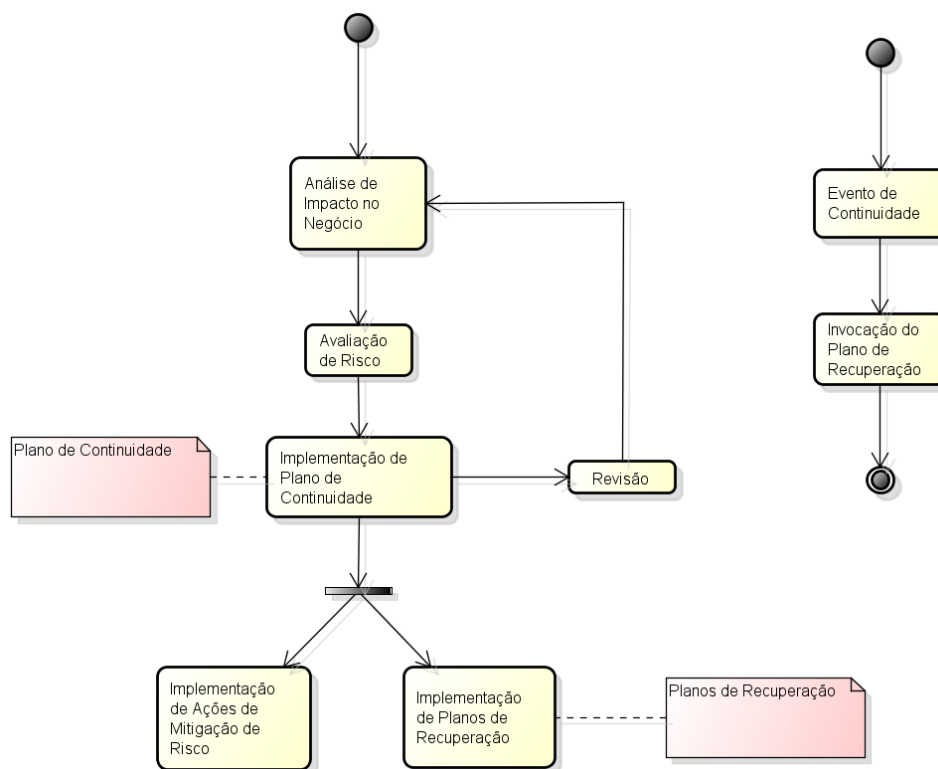 Análise de
Impacto no
Negócio
Avaliação
de Risco
Plano de Continuidade
Implementação de
Plano de
Continuidade
Revisão
Implementação
de Ações de
Mitigação de
Risco
Implementação
de Planos de
Recuperação
Planos de Recuperação
Evento de
Continuidade
Invocação do
Plano de
Recuperação